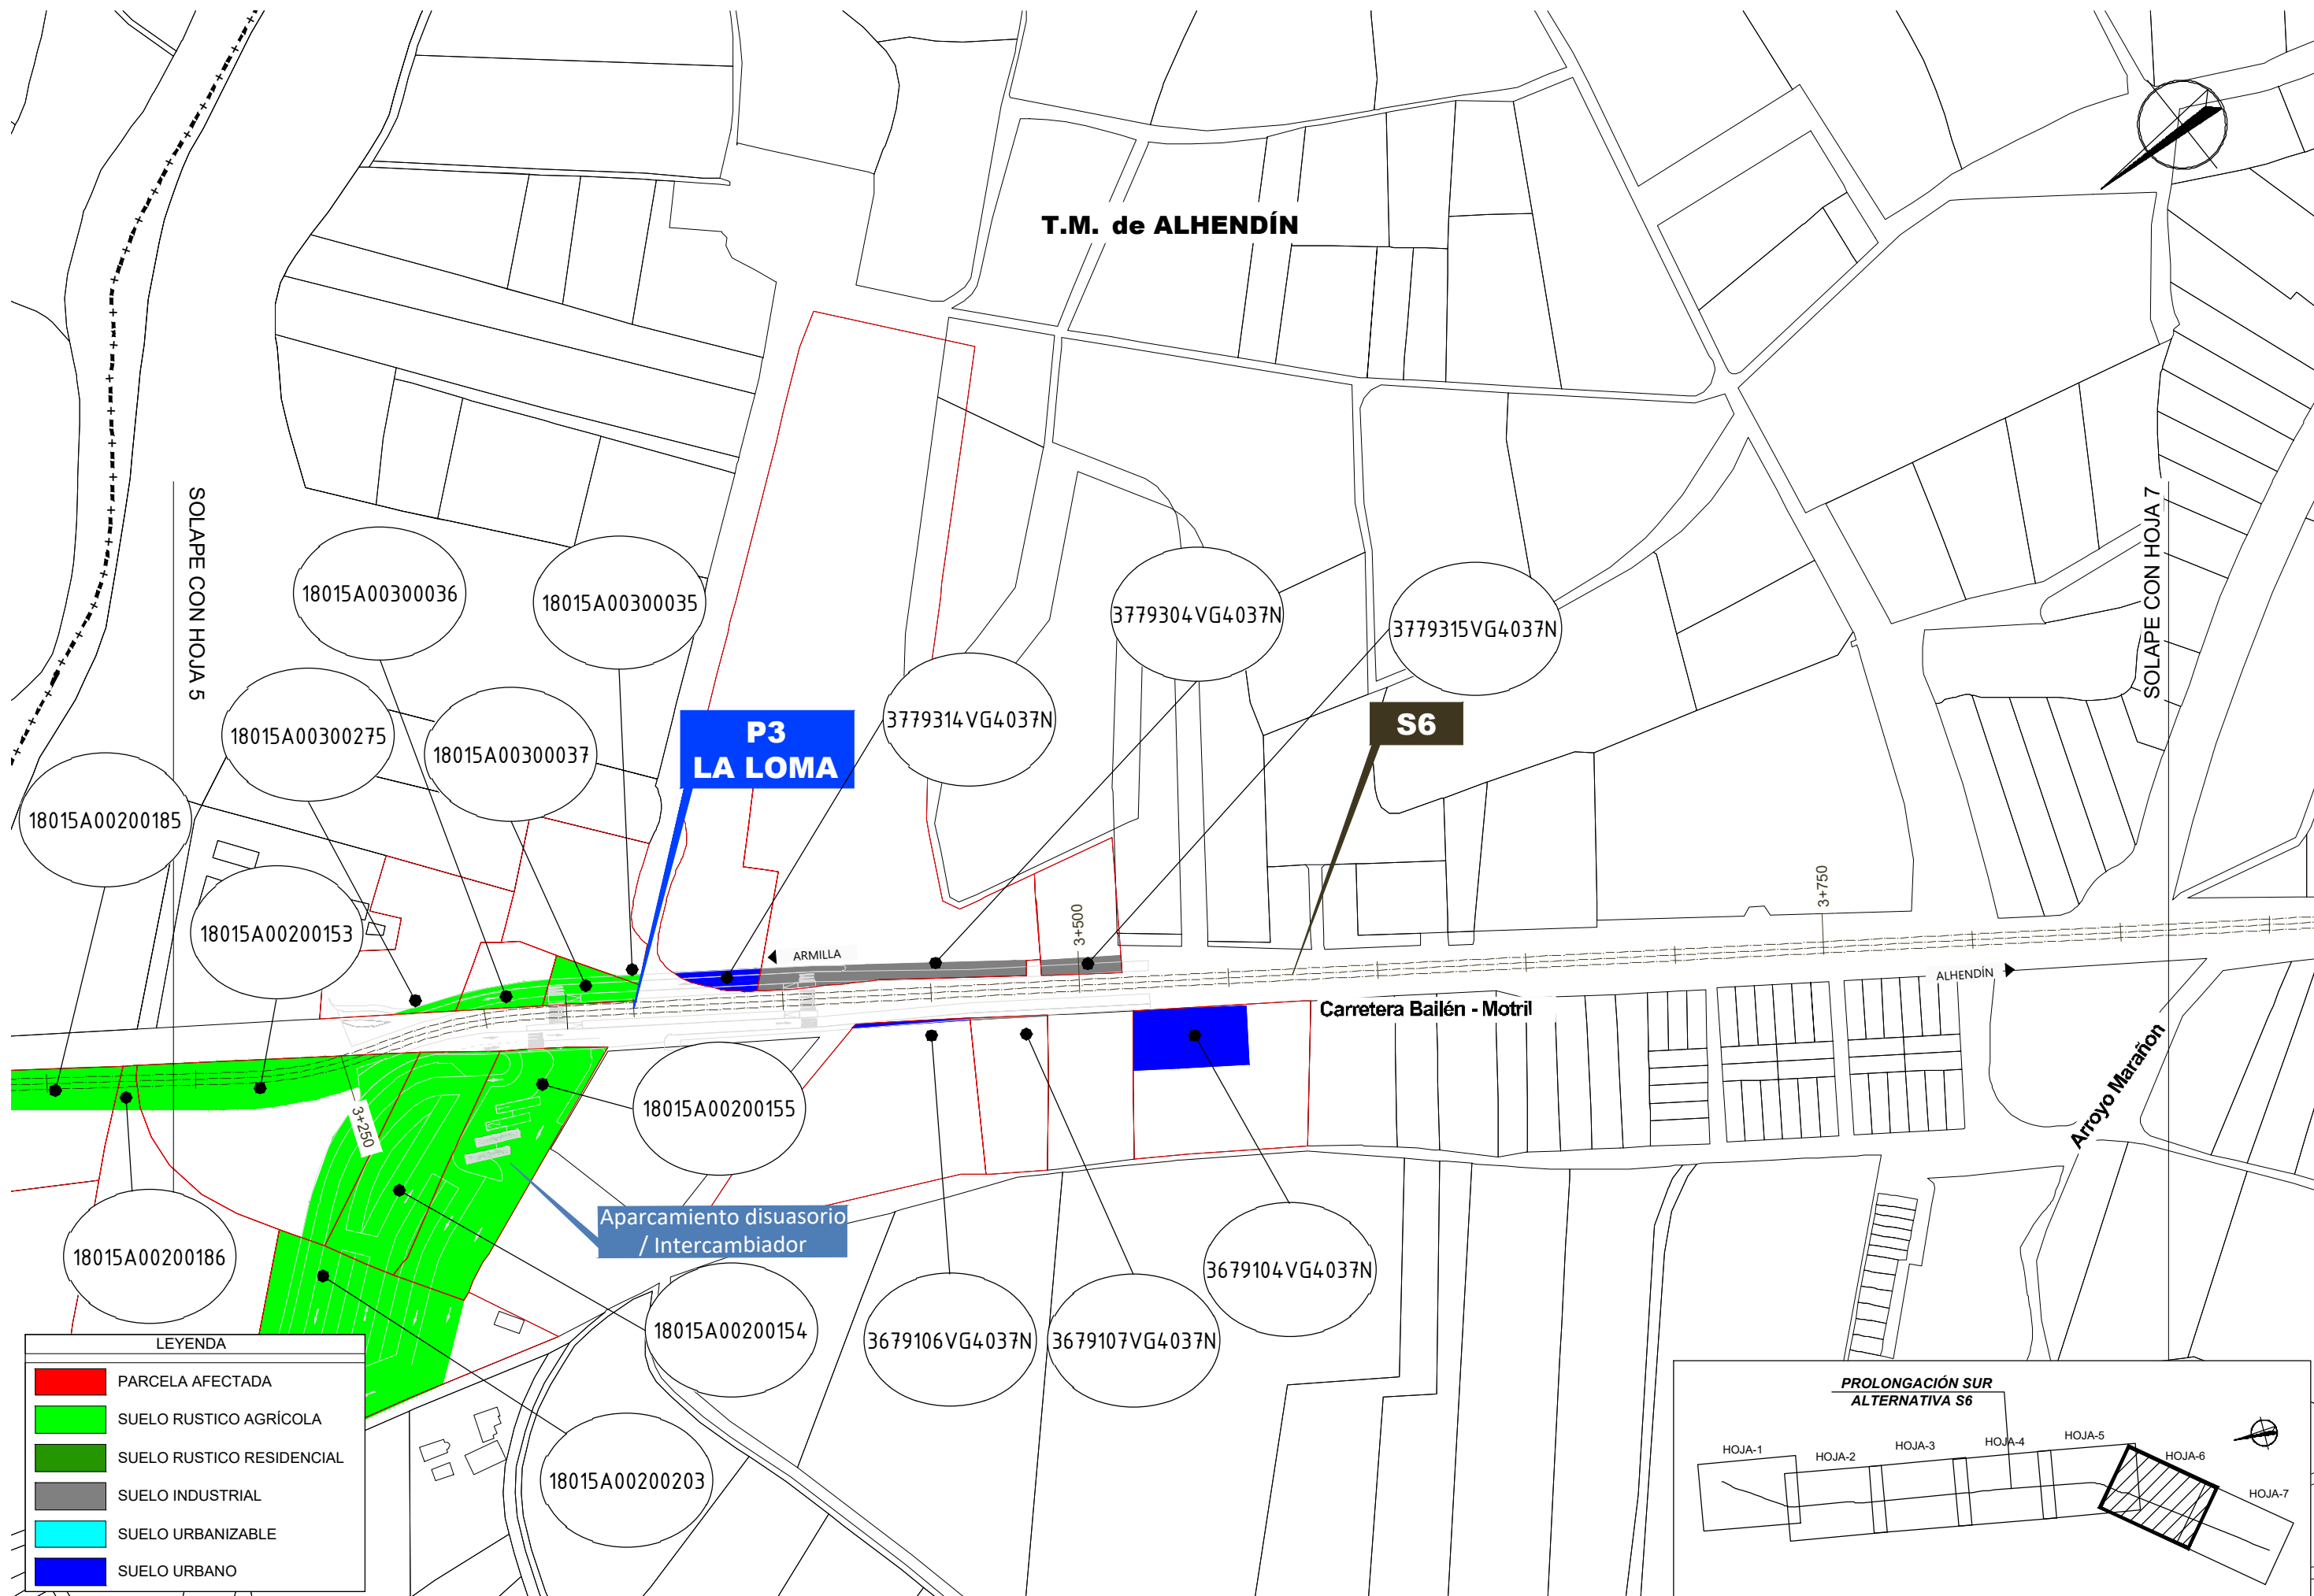 T.M. de ALHENDÍN
SOLAPE CON HOJA 5
SOLAPE CON HOJA 7
18015A00300036
18015A00300035
3779304VG4037N
3779315VG4037N
18015A00300275
18015A00300037
3779314VG4037N
P3
LA LOMA
S6
18015A00200185
18015A00200153
ARMILLA
3+500
3+750
ALHENDÍN
Carretera Bailén - Motril
Arroyo Marañon
3+250
18015A00200155
18015A00200186
Aparcamiento disuasorio
/ Intercambiador
3679104VG4037N
18015A00200154
3679106VG4037N
3679107VG4037N
18015A00200203
LEYENDA
PARCELA AFECTADA
SUELO RUSTICO AGRÍCOLA
SUELO RUSTICO RESIDENCIAL
SUELO INDUSTRIAL
SUELO URBANIZABLE
SUELO URBANO
PROLONGACIÓN SUR
ALTERNATIVA S6
HOJA-1
HOJA-2
HOJA-3
HOJA-4
HOJA-5
HOJA-6
HOJA-7